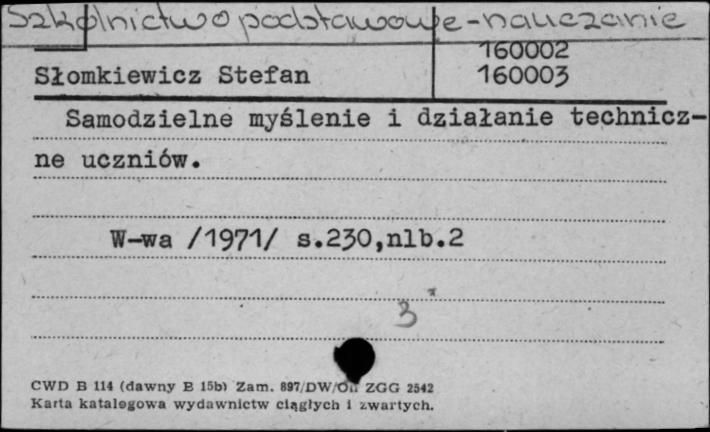 Szkolnictwo podstawowe - nauczanie
160002
Słomkiewicz Stefan 160003
Samodzielne myślenie i działanie technicz-
ne uczniów.
W-wa /1971/ s.230,nlb.2
3
CWD B 114 (dawny B 15b) Zam. 897/DW/Oń ZGG 2542
Karta katalogowa wydawnictw ciągłych i zwartych.